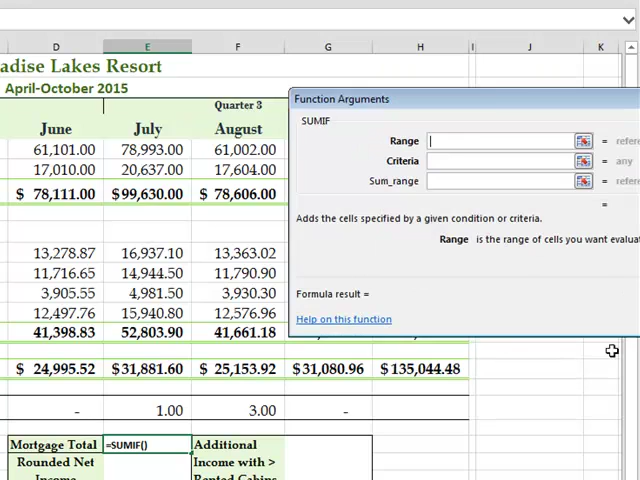 D E F G H I J K
adise Lakes Resort
April-October 2015
Quarter 3
June July August
61,101.00 78,993.00 61,002.00
17,010.00 20,637.00 17,604.00
$ 78,111.00 $99,630.00 $ 78,606.00
13,278.87 16,937.10 13,363.02
11,716.65 14,944.50 11,790.90
3,905.55 4,981.50 3,930.30
12,497.76 15,940.80 12,576.96
41,398.83 52,803.90 41,661.18
$ 24,995.52 $31,881.60 $ 25,153.92 $31,080.96 $135,044.48
- 1.00 3.00 -
Mortgage Total =SUMIF() Additional
Rounded Net Income with >
Income Rented Cabins
Function Arguments
SUMIF
Range = refere
Criteria = any
Sum_range = refere
=
Adds the cells specified by a given condition or criteria.
Range is the range of cells you want evaluat
Formula result =
Help on this function